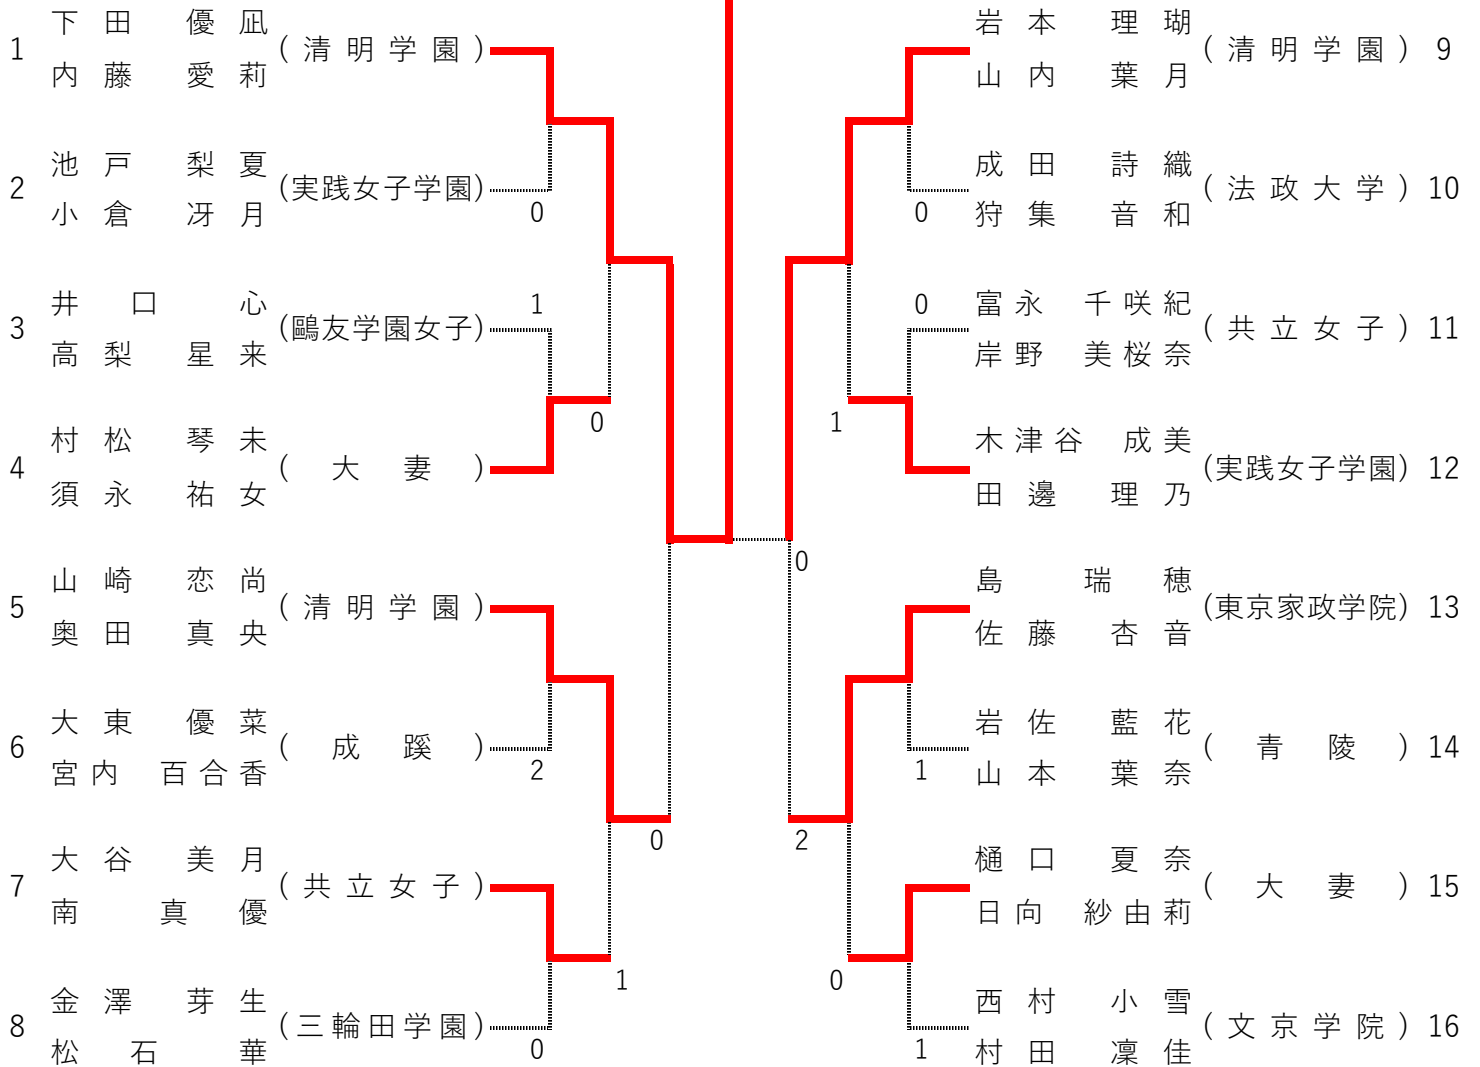 1 下田 優凪 (清明学園)
内藤 愛莉
2 池戸 梨夏 (実践女子学園)
小倉 冴月
0
3 井口 心 (鷗友学園女子)
高梨 星来
1
0
4 村松 琴未 (大妻)
須永 祐女
5 山崎 恋尚 (清明学園)
奥田 真央
6 大東 優菜 (成蹊)
宮内 百合香
2
0
7 大谷 美月 (共立女子)
南 真優
1
8 金澤 芽生 (三輪田学園)
松石 華
0
岩本 理瑚 (清明学園) 9
山内 葉月
成田 詩織 (法政大学) 10
狩集 音和
0
0
富永 千咲紀 (共立女子) 11
岸野 美桜奈
1
木津谷 成美 (実践女子学園) 12
田邊 理乃
0
島 瑞穂 (東京家政学院) 13
佐藤 杏音
岩佐 藍花 (青陵) 14
山本 葉奈
1
2
樋口 夏奈 (大妻) 15
日向 紗由莉
0
西村 小雪 (文京学院) 16
村田 凜佳
1